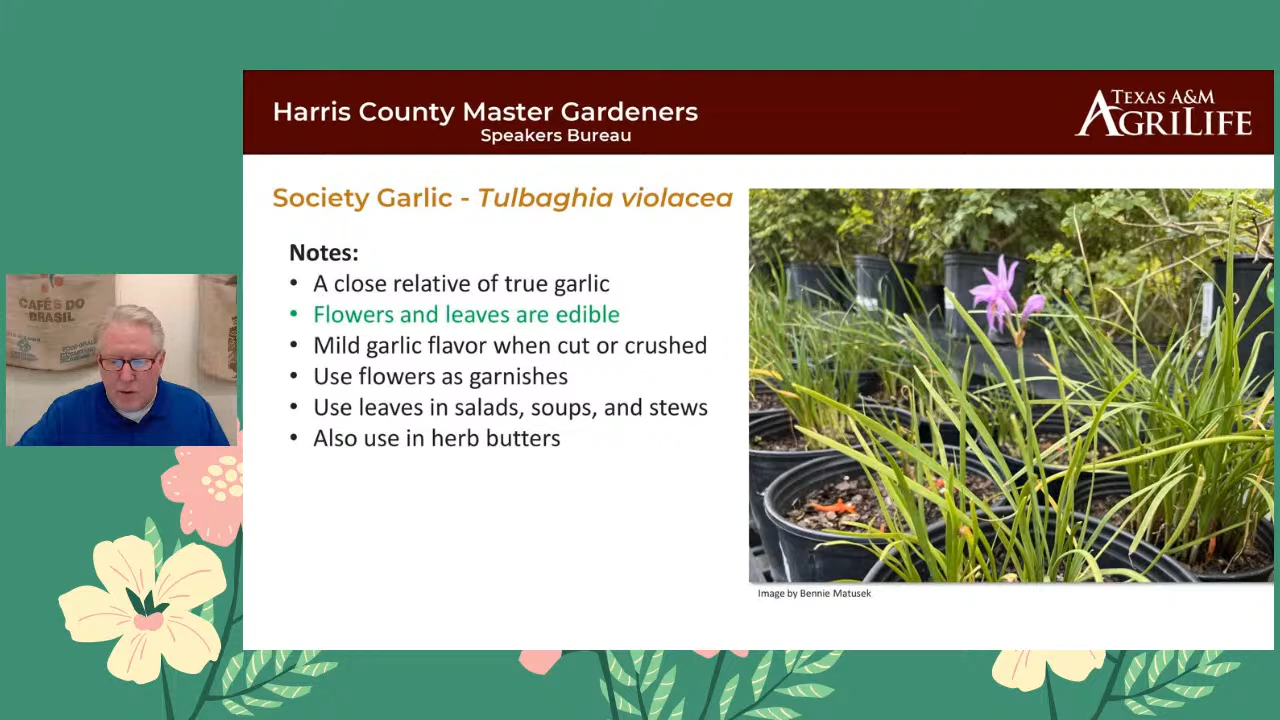 Harris County Master Gardeners
Speakers Bureau
TEXAS A&M
AGRILIFE
Society Garlic - Tulbaghia violacea
Notes:
• A close relative of true garlic
• Flowers and leaves are edible
• Mild garlic flavor when cut or crushed
• Use flowers as garnishes
• Use leaves in salads, soups, and stews
• Also use in herb butters
CAFÉS DO
BRASIL
Image by Bennie Matusek